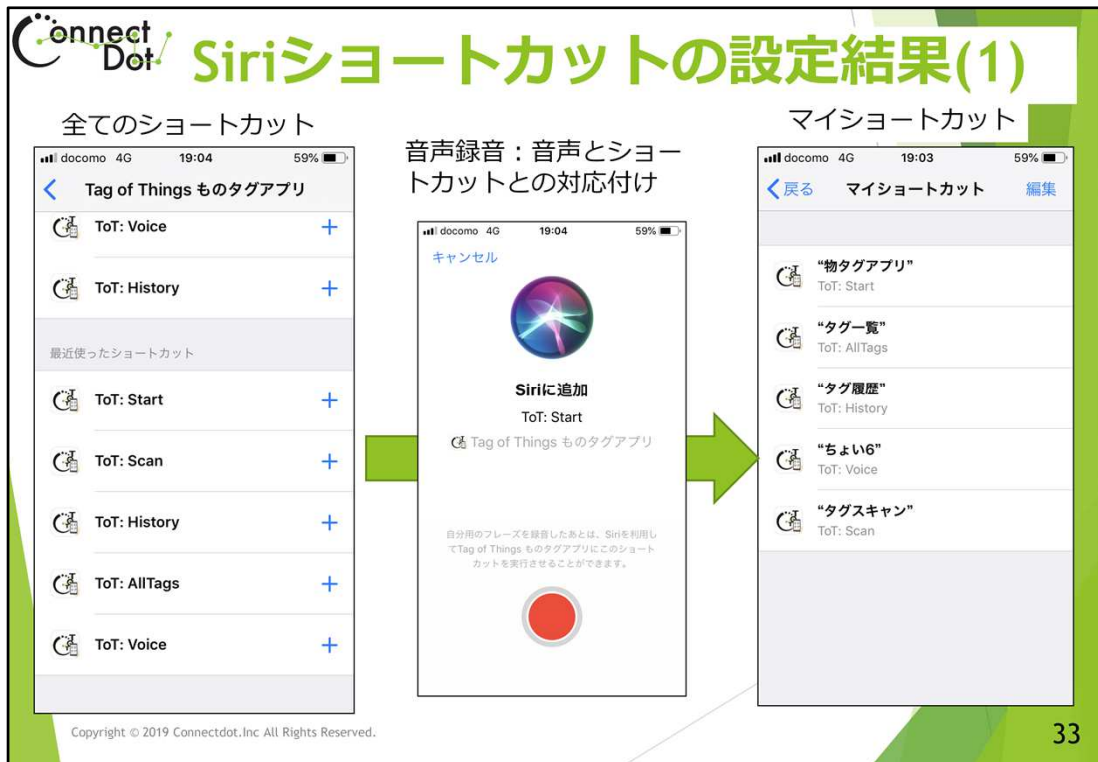 Connect
Dot
Siriショートカットの設定結果(1)
全てのショートカット
docomo 4G 19:04 59%
Tag of Things ものタグアプリ
ToT: Voice
ToT: History
最近使ったショートカット
ToT: Start
ToT: Scan
ToT: History
ToT: AllTags
ToT: Voice
音声録音：音声とショー
トカットとの対応付け
docomo 4G 19:04 59%
キャンセル
Siriに追加
ToT: Start
Tag of Things ものタグアプリ
自分用のフレーズを録音したあとは、Siriを利用し
てTag of Things ものタグアプリにこのショート
カットを実行させることができます。
マイショートカット
docomo 4G 19:03 59%
戻る マイショートカット 編集
“物タグアプリ”
ToT: Start
“タグ一覧”
ToT: AllTags
“タグ履歴”
ToT: History
“ちょい6”
ToT: Voice
“タグスキャン”
ToT: Scan
Copyright © 2019 Connectdot.Inc All Rights Reserved.
33